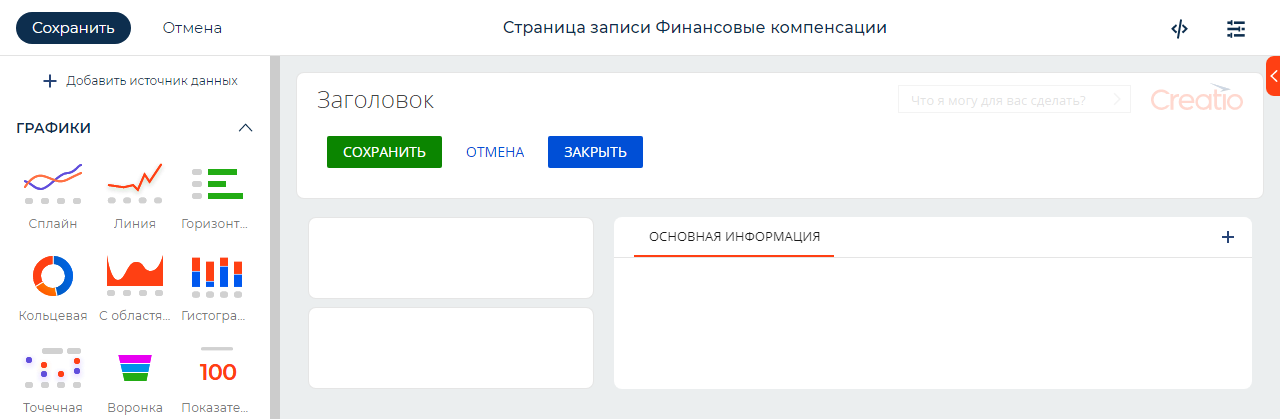 Сохранить Отмена Страница записи Финансовые компенсации
Добавить источник данных
ГРАФИКИ
Сплайн Линия Горизонт...
Кольцевая С областя... Гистогра...
100
Точечная Воронка Показате...
Заголовок
Что я могу для вас сделать?
Creatio
СОХРАНИТЬ ОТМЕНА ЗАКРЫТЬ
ОСНОВНАЯ ИНФОРМАЦИЯ